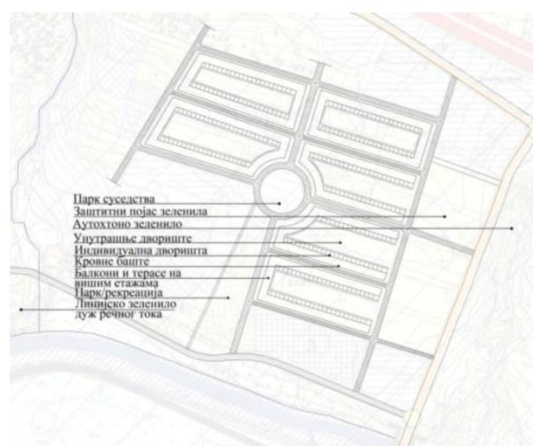 Парк суседства
Заштитни појас зеленила
Аутохтоно зеленило
Унутрашње двориште
Индивидуална дворишта
Кровне баште
Балкони и терасе на
вишим етажама
Парк/рекреација
Линијско зеленило
дуж речног тока